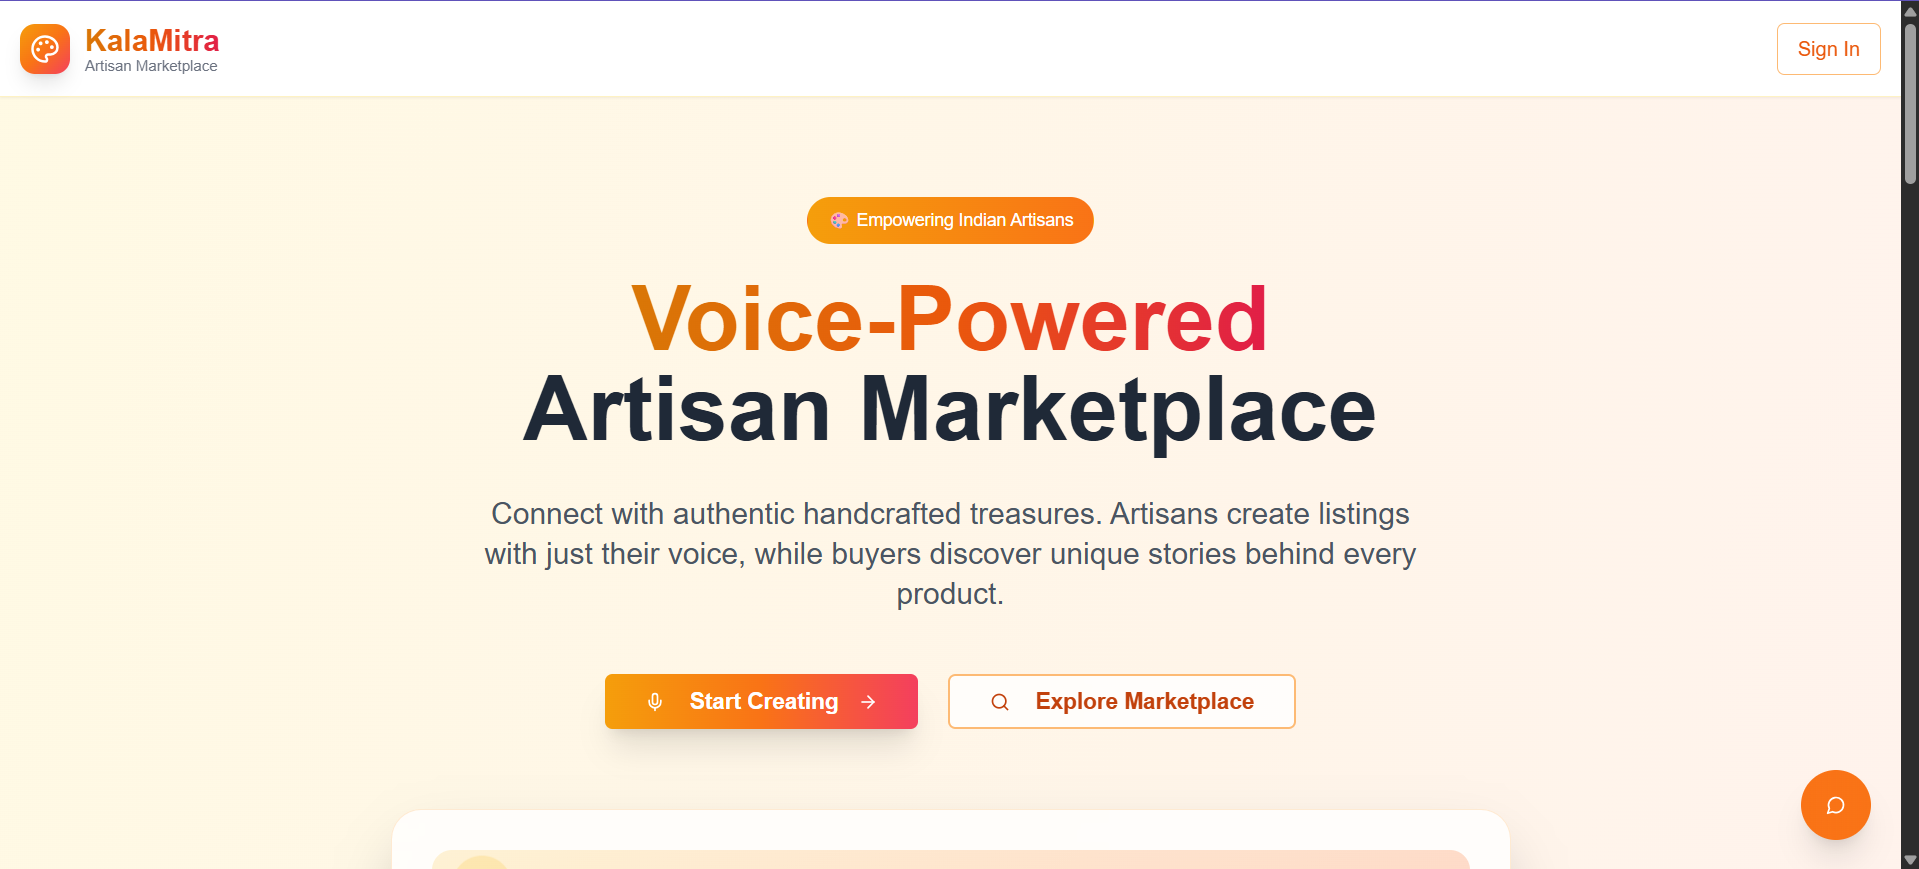 KalaMitra
Artisan Marketplace
Sign In
Empowering Indian Artisans
Voice-Powered
Artisan Marketplace
Connect with authentic handcrafted treasures. Artisans create listings
with just their voice, while buyers discover unique stories behind every
product.
Start Creating
Explore Marketplace